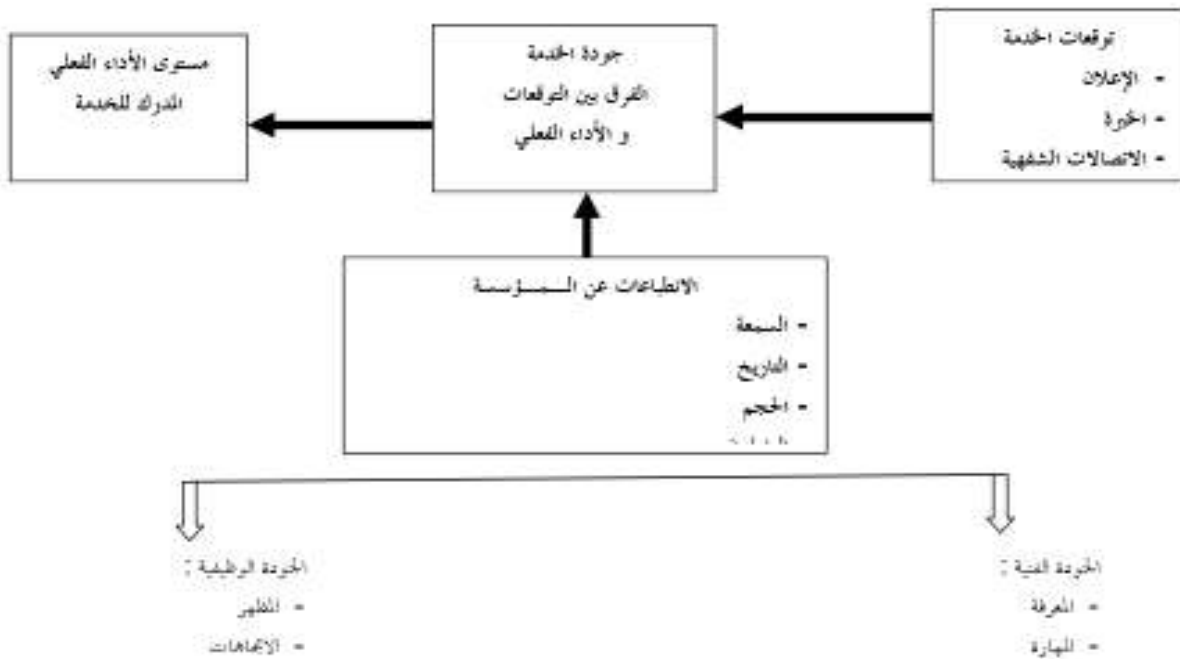 توقعات الخدمة
- الإعلان
- الخبرة
- الاتصالات الشفهية
جودة الخدمة
الفرق بين التوقعات
و الأداء الفعلي
مستوى الأداء الفعلي
المدرك للخدمة
الانطباعات عن المؤسسة
- السمعة
- التاريخ
- الحجم
الجودة الفنية :
- المعرفة
- المهارة
الجودة الوظيفية :
- المظهر
- الاتجاهات